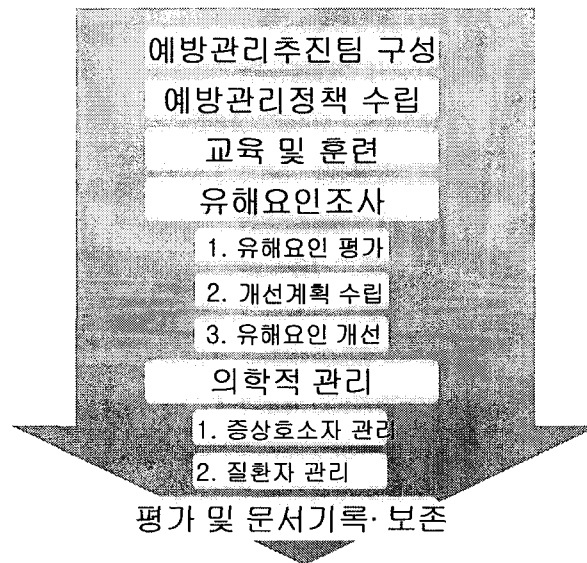 예방관리추진팀 구성
예방관리정책 수립
교육 및 훈련
유해요인조사
1. 유해요인 평가
2. 개선계획 수립
3. 유해요인 개선
의학적 관리
1. 증상호소자 관리
2. 질환자 관리
평가 및 문서기록· 보존